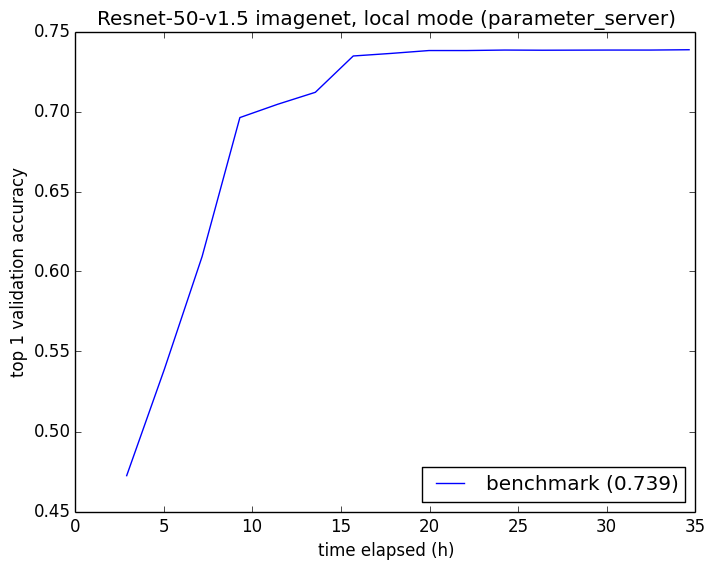 Resnet-50-v1.5 imagenet, local mode (parameter_server)
0.75
0.70
0.65
0.60
0.55
0.50
0.45
top 1 validation accuracy
benchmark (0.739)
0 5 10 15 20 25 30 35
time elapsed (h)